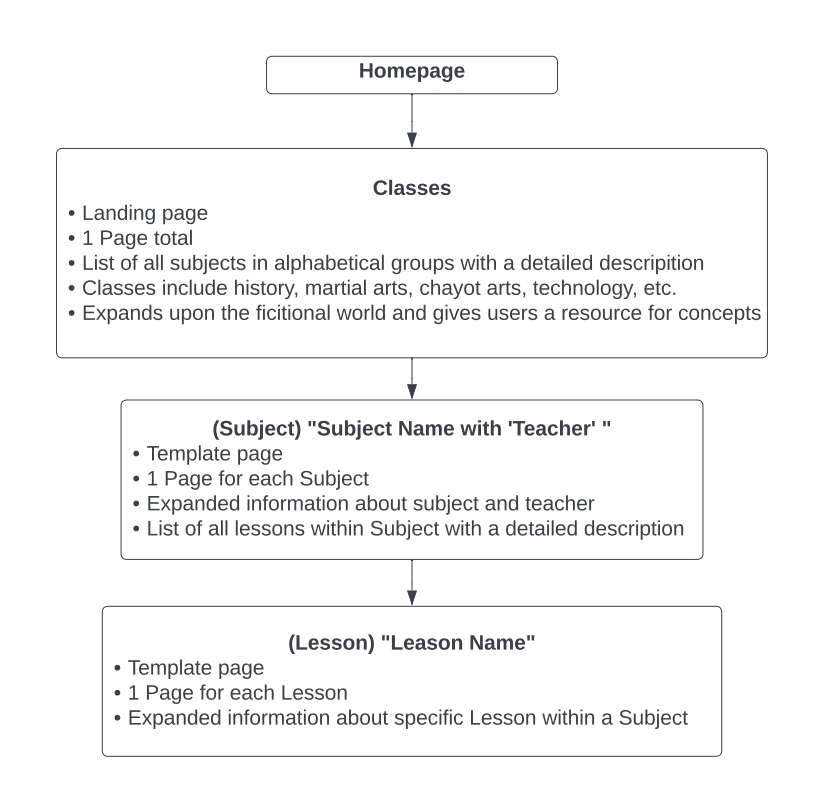 Homepage
Classes
• Landing page
• 1 Page total
• List of all subjects in alphabetical groups with a detailed descripition
• Classes include history, martial arts, chayot arts, technology, etc.
• Expands upon the ficitional world and gives users a resource for concepts
(Subject) "Subject Name with 'Teacher' "
• Template page
• 1 Page for each Subject
• Expanded information about subject and teacher
• List of all lessons within Subject with a detailed description
(Lesson) "Leason Name"
• Template page
• 1 Page for each Lesson
• Expanded information about specific Lesson within a Subject